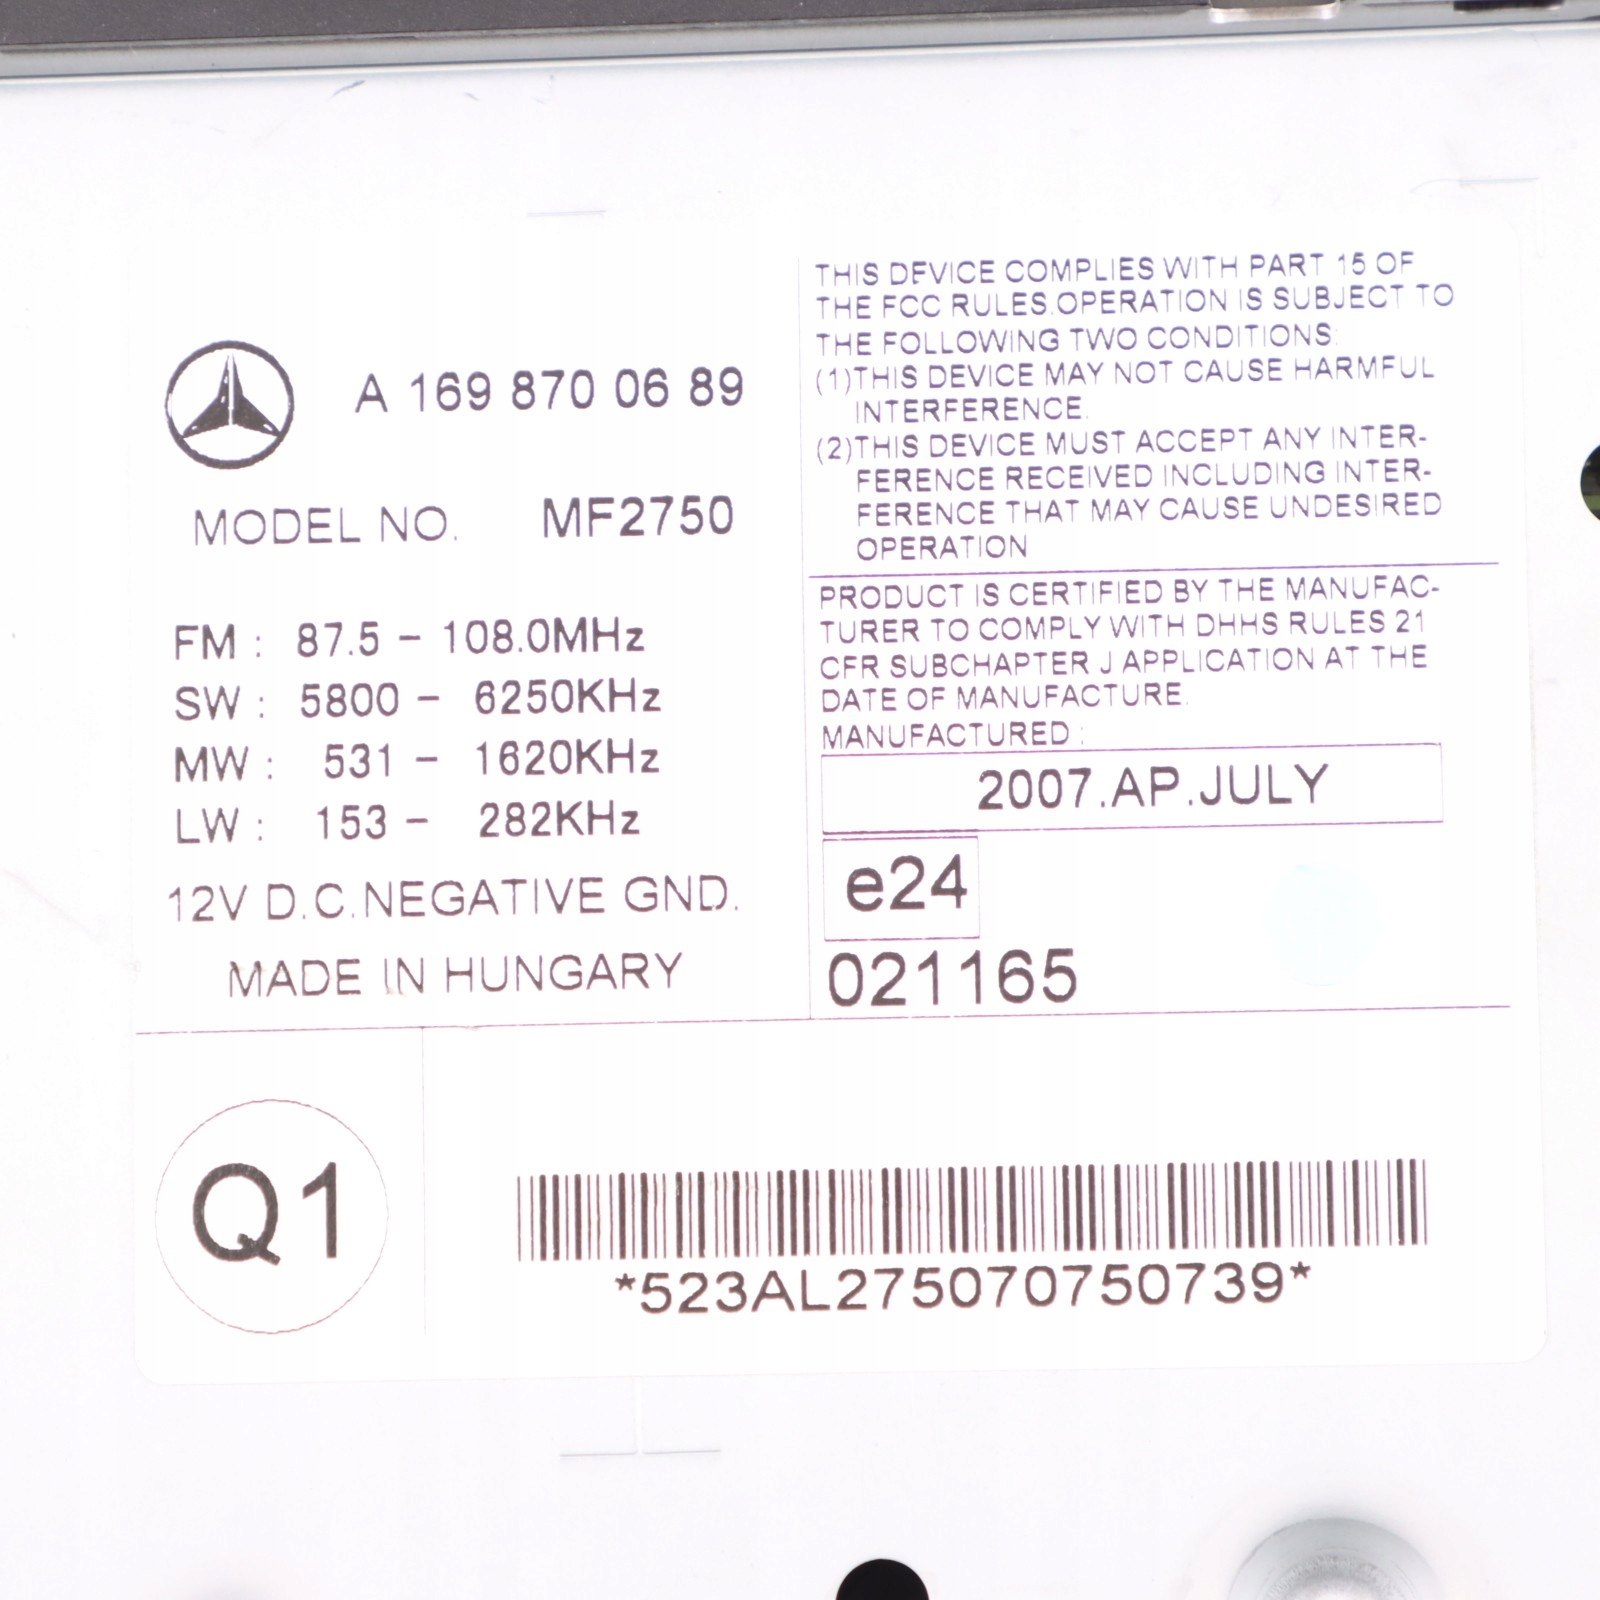 A 169 870 06 89
MODEL NO. MF2750
FM : 87.5 - 108.0MHz
SW : 5800 - 6250KHz
MW : 531 - 1620KHz
LW : 153 - 282KHz
12V D.C.NEGATIVE GND.
MADE IN HUNGARY
THIS DEVICE COMPLIES WITH PART 15 OF
THE FCC RULES.OPERATION IS SUBJECT TO
THE FOLLOWING TWO CONDITIONS:
(1)THIS DEVICE MAY NOT CAUSE HARMFUL
INTERFERENCE.
(2)THIS DEVICE MUST ACCEPT ANY INTER-
FERENCE RECEIVED INCLUDING INTER-
FERENCE THAT MAY CAUSE UNDESIRED
OPERATION
PRODUCT IS CERTIFIED BY THE MANUFAC-
TURER TO COMPLY WITH DHHS RULES 21
CFR SUBCHAPTER J APPLICATION AT THE
DATE OF MANUFACTURE.
MANUFACTURED :
2007.AP.JULY
e24
021165
Q1
*523AL275070750739*